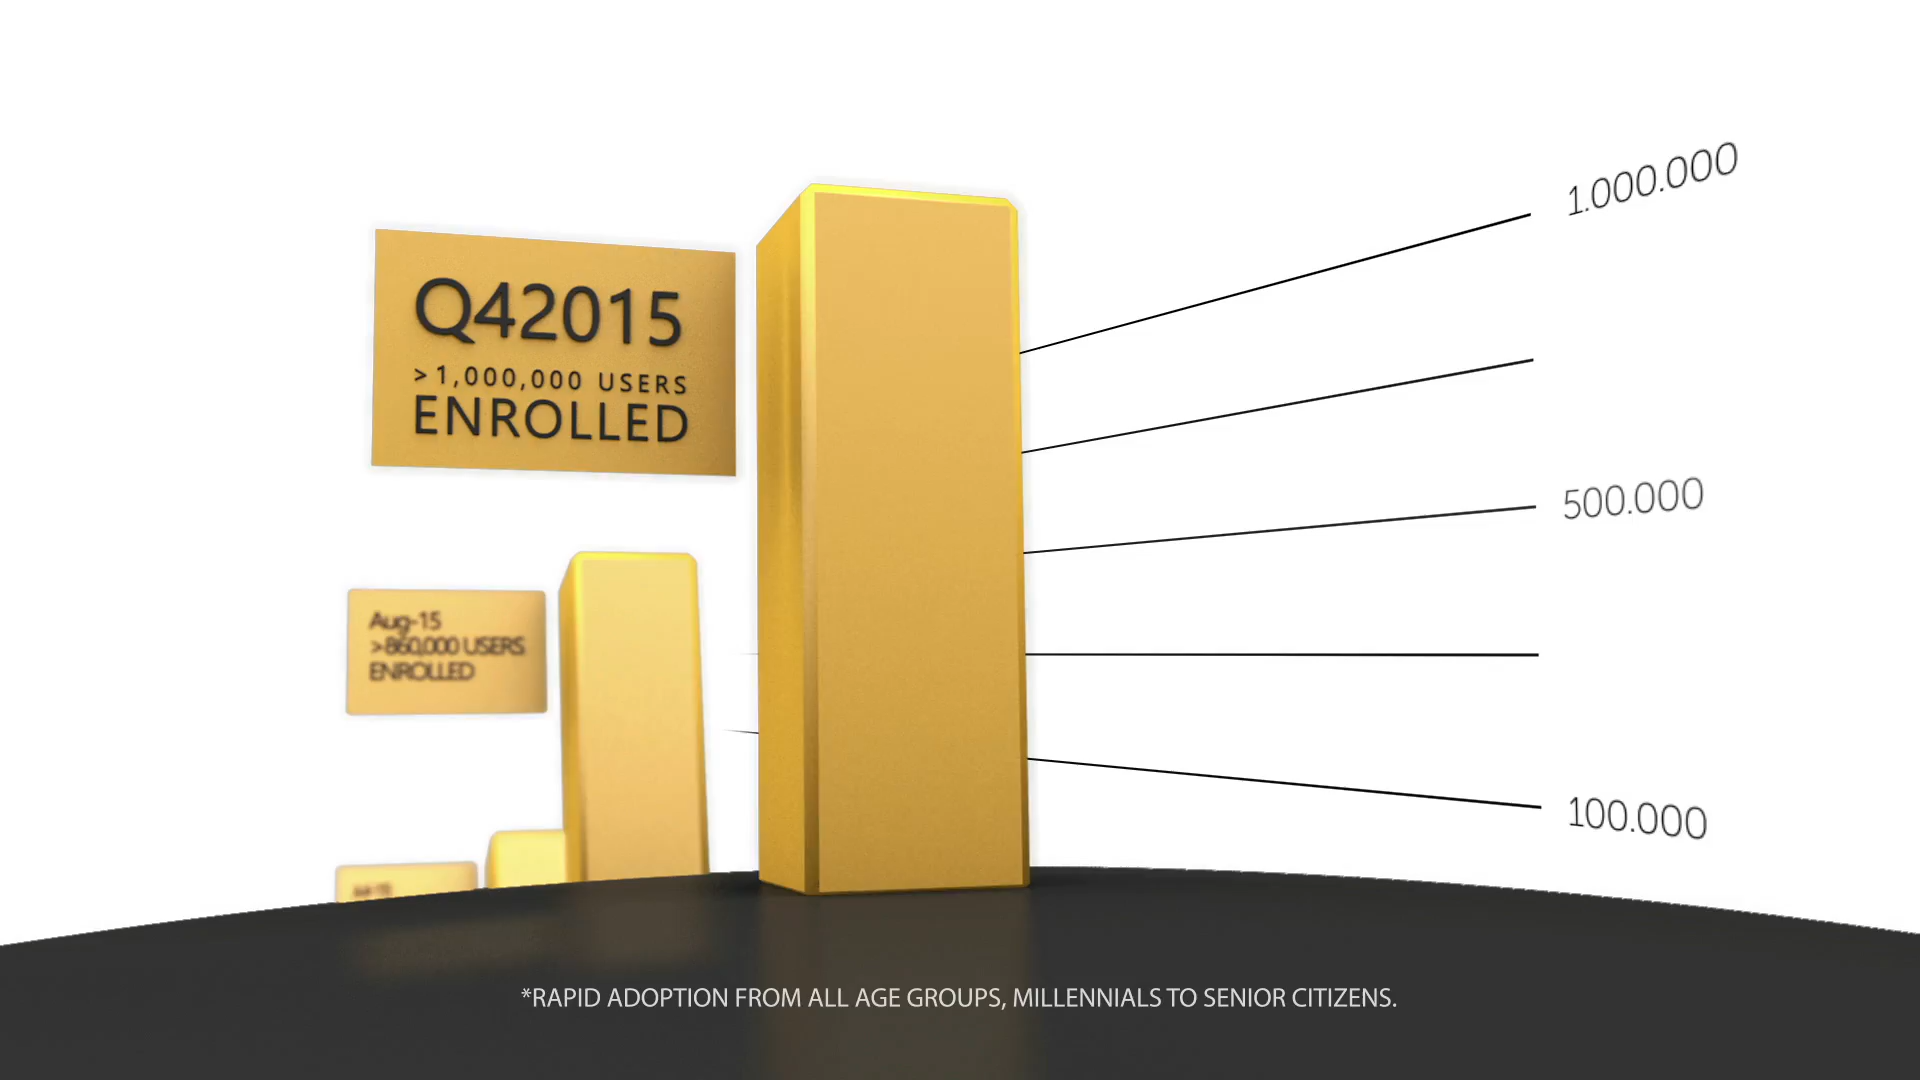 1.000.000
Q42015
>1,000,000 USERS
ENROLLED
500.000
Aug-15
>860,000 USERS
ENROLLED
100.000
*RAPID ADOPTION FROM ALL AGE GROUPS, MILLENNIALS TO SENIOR CITIZENS.